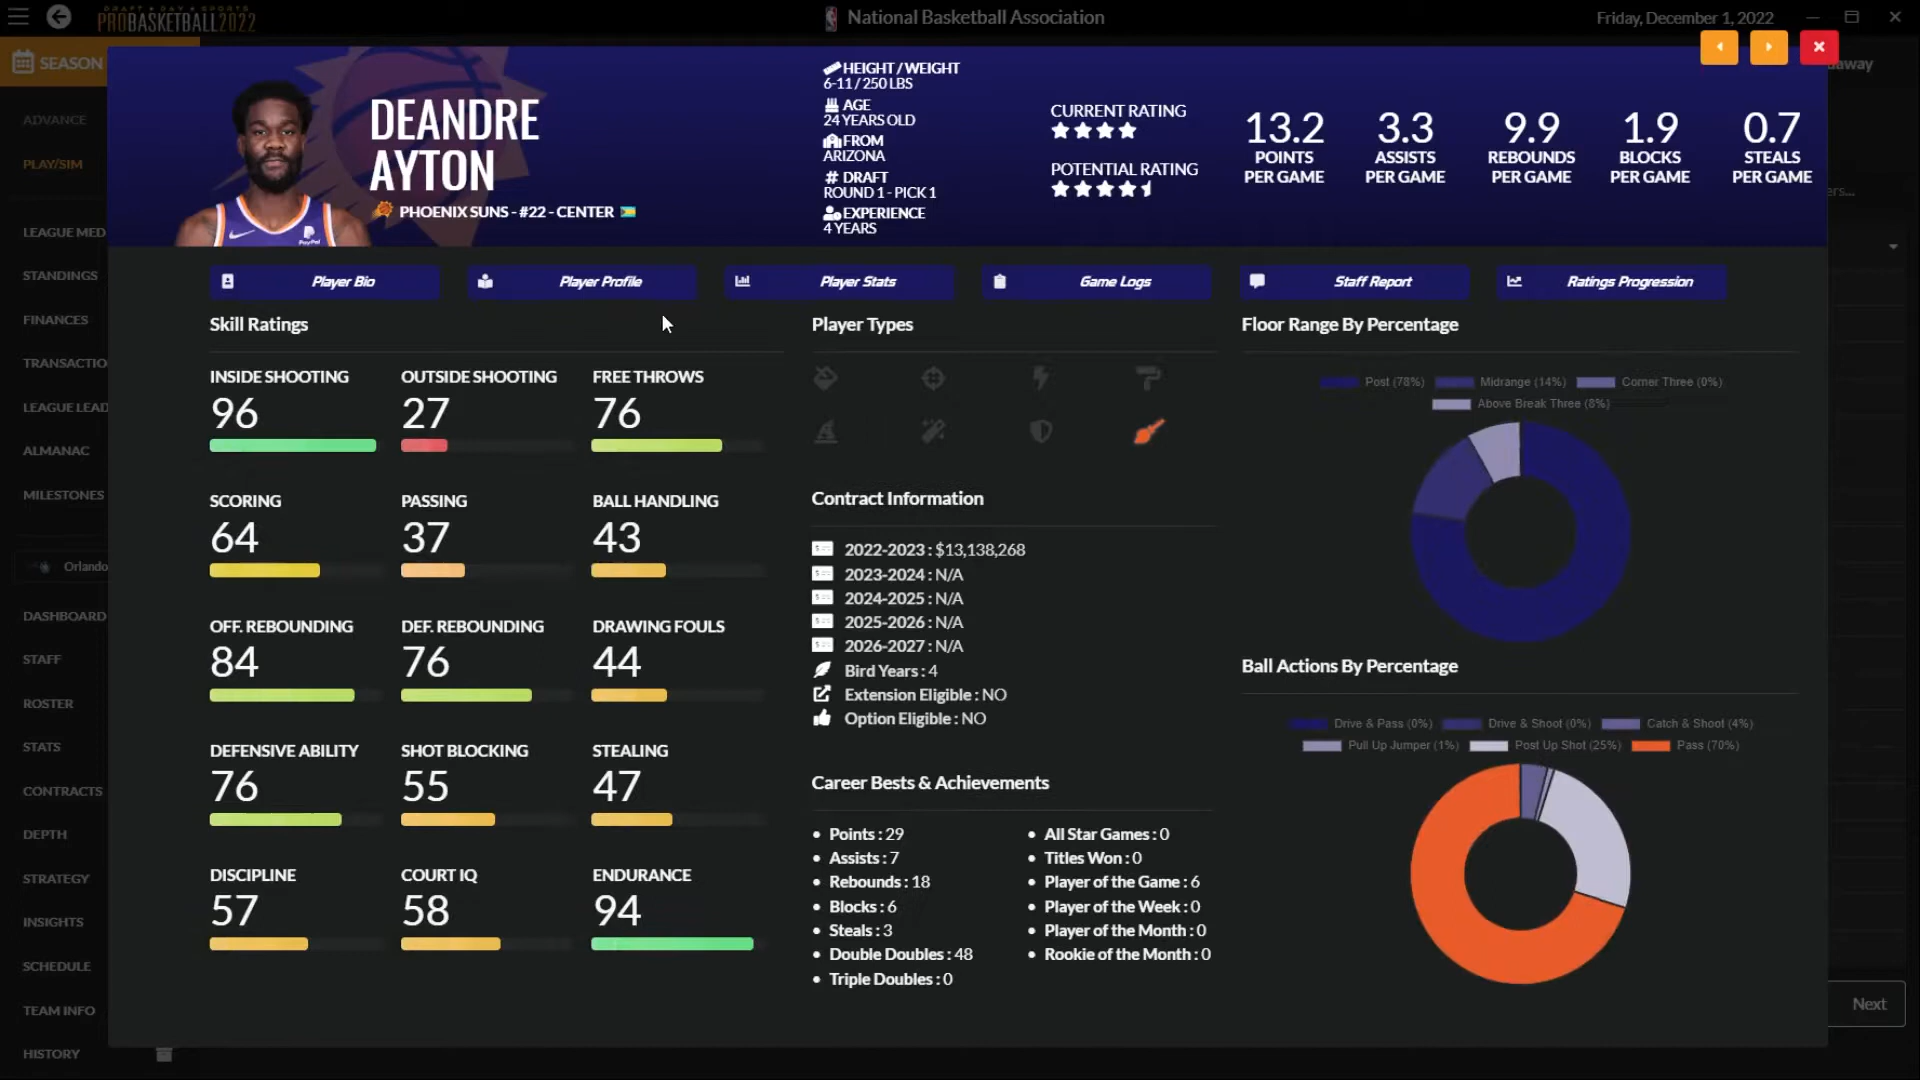 DRAFT • DAY • SPORTS
PROBASKETBALL2022
National Basketball Association
Friday, December 1, 2022
SEASON
ADVANCE
PLAY/SIM
LEAGUE MED
STANDINGS
FINANCES
TRANSACTIO
LEAGUE LEAD
ALMANAC
MILESTONES
Orlando
DASHBOARD
STAFF
ROSTER
STATS
CONTRACTS
DEPTH
STRATEGY
INSIGHTS
SCHEDULE
TEAM INFO
HISTORY
DEANDRE
AYTON
PHOENIX SUNS - #22 - CENTER
PayPal
HEIGHT / WEIGHT
6-11 / 250 LBS
AGE
24 YEARS OLD
FROM
ARIZONA
# DRAFT
ROUND 1 - PICK 1
EXPERIENCE
4 YEARS
CURRENT RATING
POTENTIAL RATING
13.2
POINTS
PER GAME
3.3
ASSISTS
PER GAME
9.9
REBOUNDS
PER GAME
1.9
BLOCKS
PER GAME
0.7
STEALS
PER GAME
away
ers...
Player Bio
Player Profile
Player Stats
Game Logs
Staff Report
Ratings Progression
Skill Ratings
INSIDE SHOOTING
96
OUTSIDE SHOOTING
27
FREE THROWS
76
SCORING
64
PASSING
37
BALL HANDLING
43
OFF. REBOUNDING
84
DEF. REBOUNDING
76
DRAWING FOULS
44
DEFENSIVE ABILITY
76
SHOT BLOCKING
55
STEALING
47
DISCIPLINE
57
COURT IQ
58
ENDURANCE
94
Player Types
Contract Information
2022-2023 : $13,138,268
2023-2024 : N/A
2024-2025 : N/A
2025-2026 : N/A
2026-2027 : N/A
Bird Years : 4
Extension Eligible : NO
Option Eligible : NO
Career Bests & Achievements
• Points : 29
• Assists : 7
• Rebounds : 18
• Blocks : 6
• Steals : 3
• Double Doubles : 48
• Triple Doubles : 0
• All Star Games : 0
• Titles Won : 0
• Player of the Game : 6
• Player of the Week : 0
• Player of the Month : 0
• Rookie of the Month : 0
Floor Range By Percentage
Post (78%) Midrange (14%) Corner Three (0%)
Above Break Three (8%)
Ball Actions By Percentage
Drive & Pass (0%) Drive & Shoot (0%) Catch & Shoot (4%)
Pull Up Jumper (1%) Post Up Shot (25%) Pass (70%)
Next